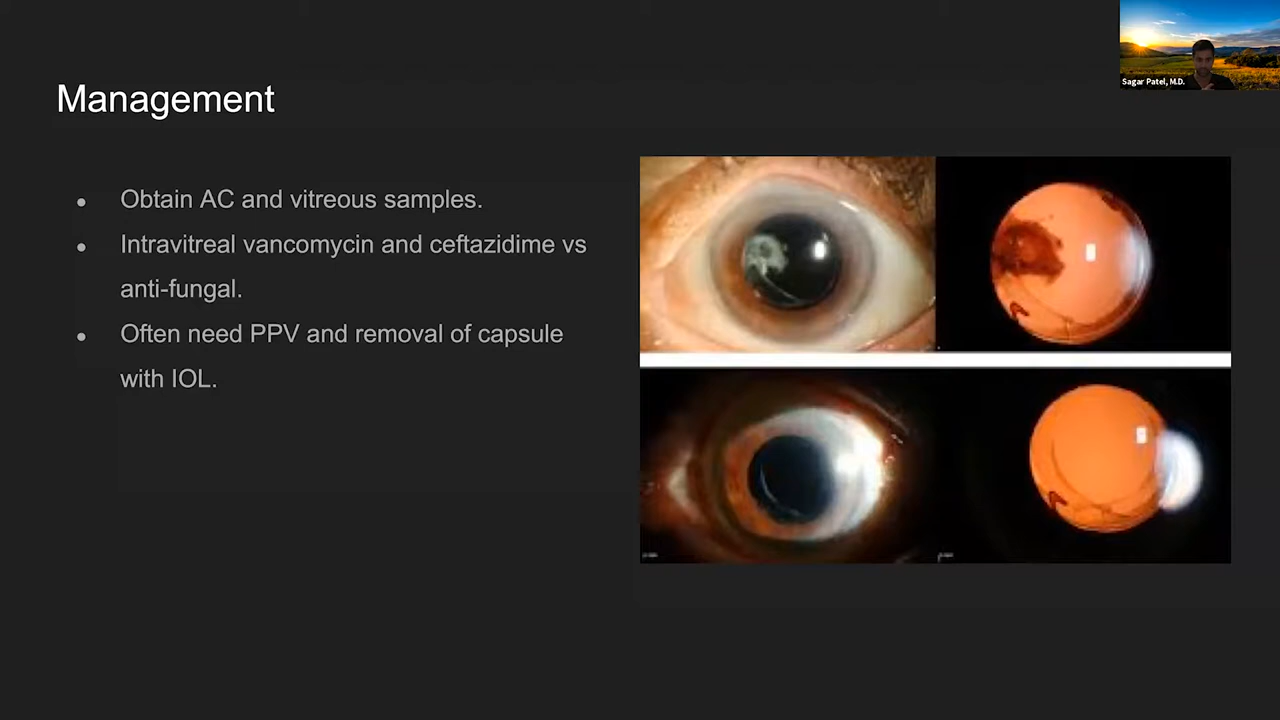 Sagar Patel, M.D.
Management
● Obtain AC and vitreous samples.
● Intravitreal vancomycin and ceftazidime vs
anti-fungal.
● Often need PPV and removal of capsule
with IOL.